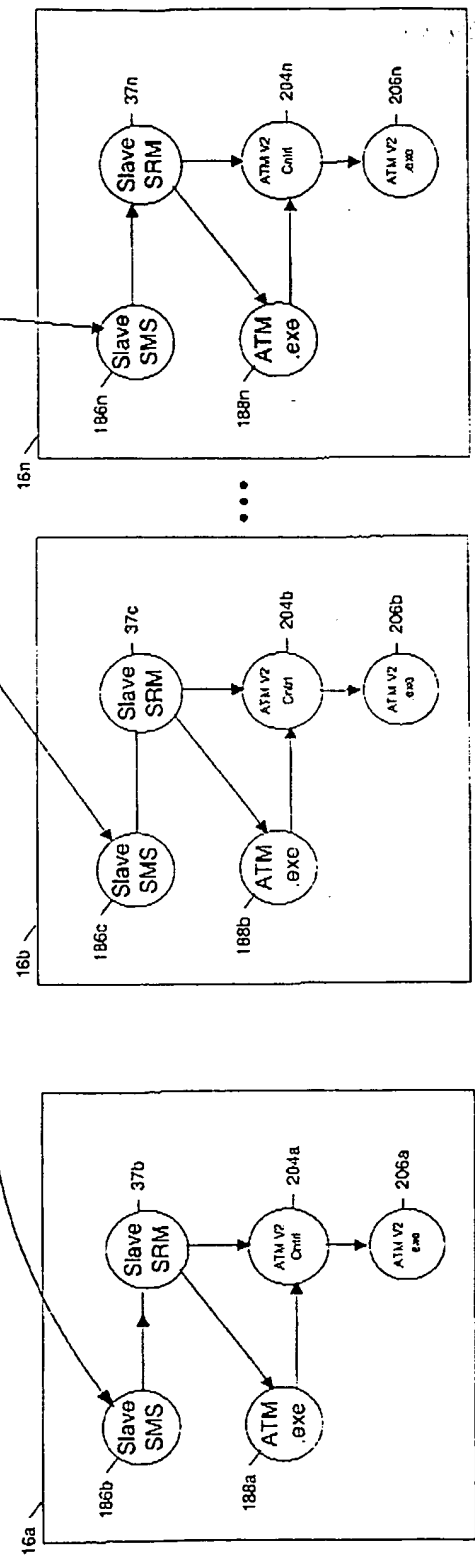 16a
186b
Slave
SMS
37b
Slave
SRM
188a
ATM
.exe
204a
ATM V2
Cntrl
206a
ATM V2
exe
16b
186c
Slave
SMS
37c
Slave
SRM
188b
ATM
.exe
204b
ATM V2
Cntrl
206b
ATM V2
.exe
16n
186n
Slave
SMS
37n
Slave
SRM
188n
ATM
.exe
204n
ATM V2
Cntrl
206n
ATM V2
.exe